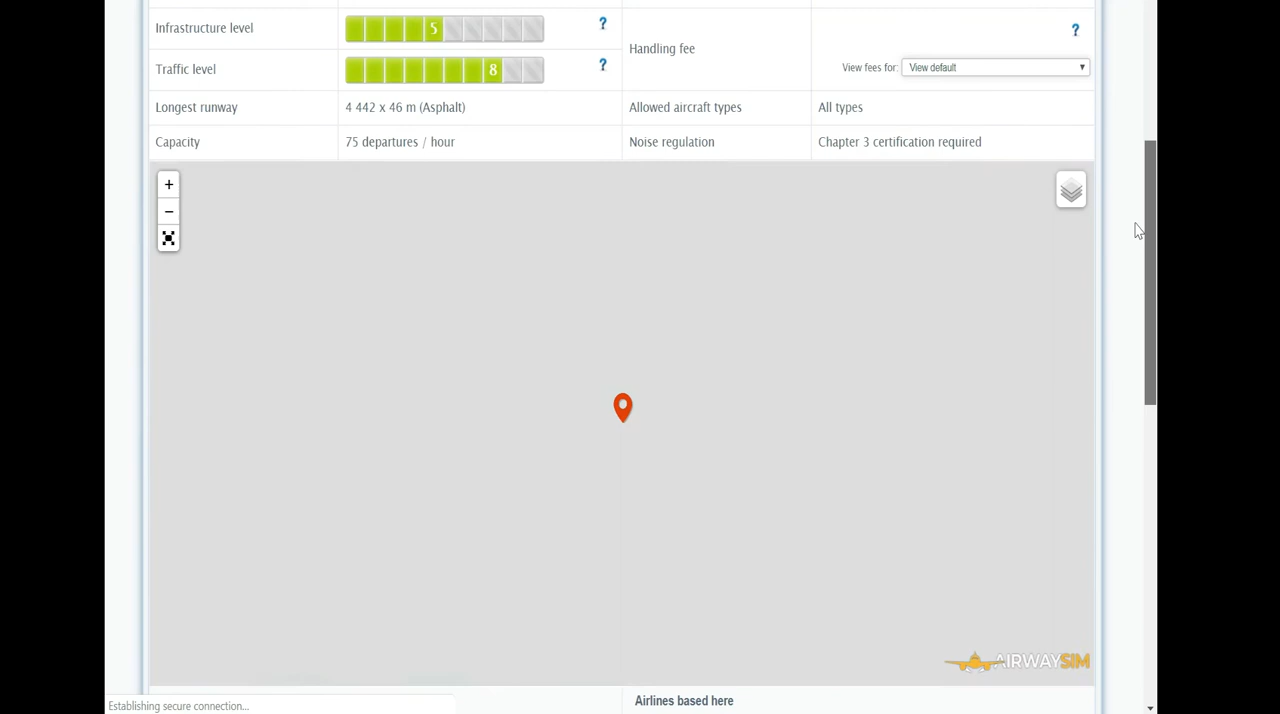 Infrastructure level
5
?
Traffic level
8
?
Handling fee
?
View fees for:
View default
Longest runway
4 442 x 46 m (Asphalt)
Allowed aircraft types
All types
Capacity
75 departures / hour
Noise regulation
Chapter 3 certification required
+
−
AIRWAYSIM
Airlines based here
Establishing secure connection...